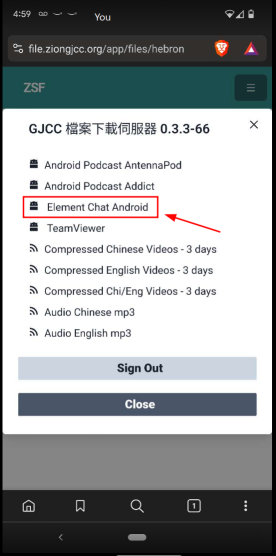 4:59
You
file.ziongjcc.org/app/files/hebron
ZSF
GJCC 檔案下載伺服器 0.3.3-66
Android Podcast AntennaPod
Android Podcast Addict
Element Chat Android
TeamViewer
Compressed Chinese Videos - 3 days
Compressed English Videos - 3 days
Compressed Chi/Eng Videos - 3 days
Audio Chinese mp3
Audio English mp3
Sign Out
Close
1